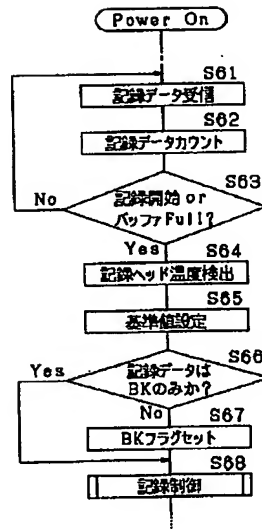 Power On
S61
記録データ受信
S62
記録データカウント
S63
記録開始 or
バッファFull?
No
Yes
S64
記録ヘッド温度検出
S65
基準値設定
S66
Yes
記録データは
BKのみか?
No
S67
BKフラグセット
S68
記録制御